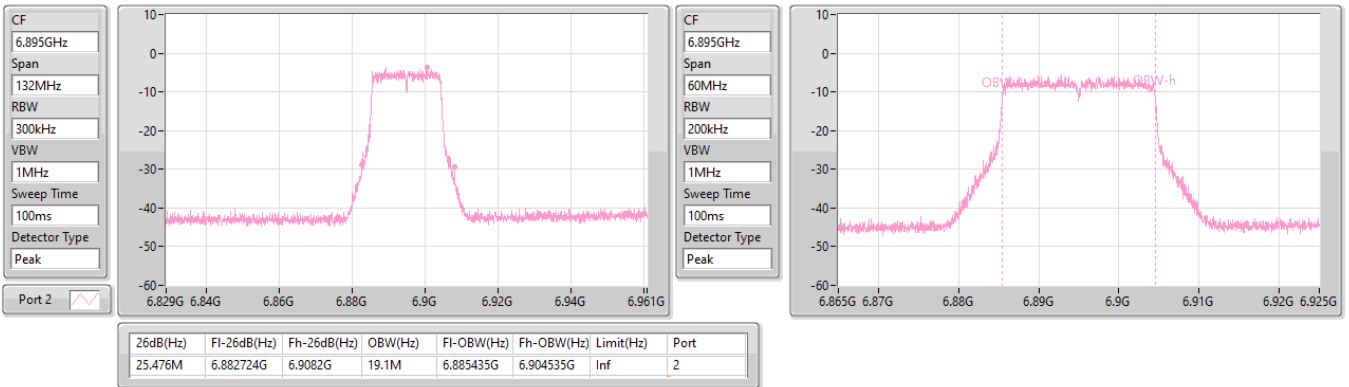 CF
6.895GHz
Span
132MHz
RBW
300kHz
VBW
1MHz
Sweep Time
100ms
Detector Type
Peak
Port 2
10
0
-10
-20
-30
-40
-50
-60
6.829G 6.84G 6.86G 6.88G 6.9G 6.92G 6.94G 6.961G
CF
6.895GHz
Span
60MHz
RBW
200kHz
VBW
1MHz
Sweep Time
100ms
Detector Type
Peak
10
0
-10
-20
-30
-40
-50
-60
OBW-h
6.865G 6.87G 6.88G 6.89G 6.9G 6.91G 6.92G 6.925G
26dB(Hz) Fl-26dB(Hz) Fh-26dB(Hz) OBW(Hz) Fl-OBW(Hz) Fh-OBW(Hz) Limit(Hz) Port
25.476M 6.882724G 6.9082G 19.1M 6.885435G 6.904535G Inf 2